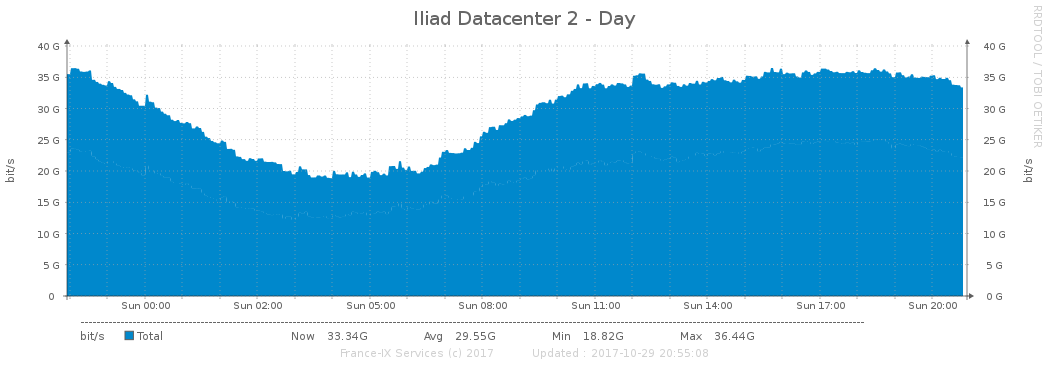 Iliad Datacenter 2 - Day
RRDTOOL / TOBI OETIKER
40 G 40 G
35 G 35 G
30 G 30 G
25 G 25 G
20 G 20 G
15 G 15 G
10 G 10 G
5 G 5 G
0 0 G
bit/s bit/s
Sun 00:00 Sun 02:00 Sun 05:00 Sun 08:00 Sun 11:00 Sun 14:00 Sun 17:00 Sun 20:00
bit/s Total Now 33.34G Avg 29.55G Min 18.82G Max 36.44G
France-IX Services (c) 2017 Updated : 2017-10-29 20:55:08